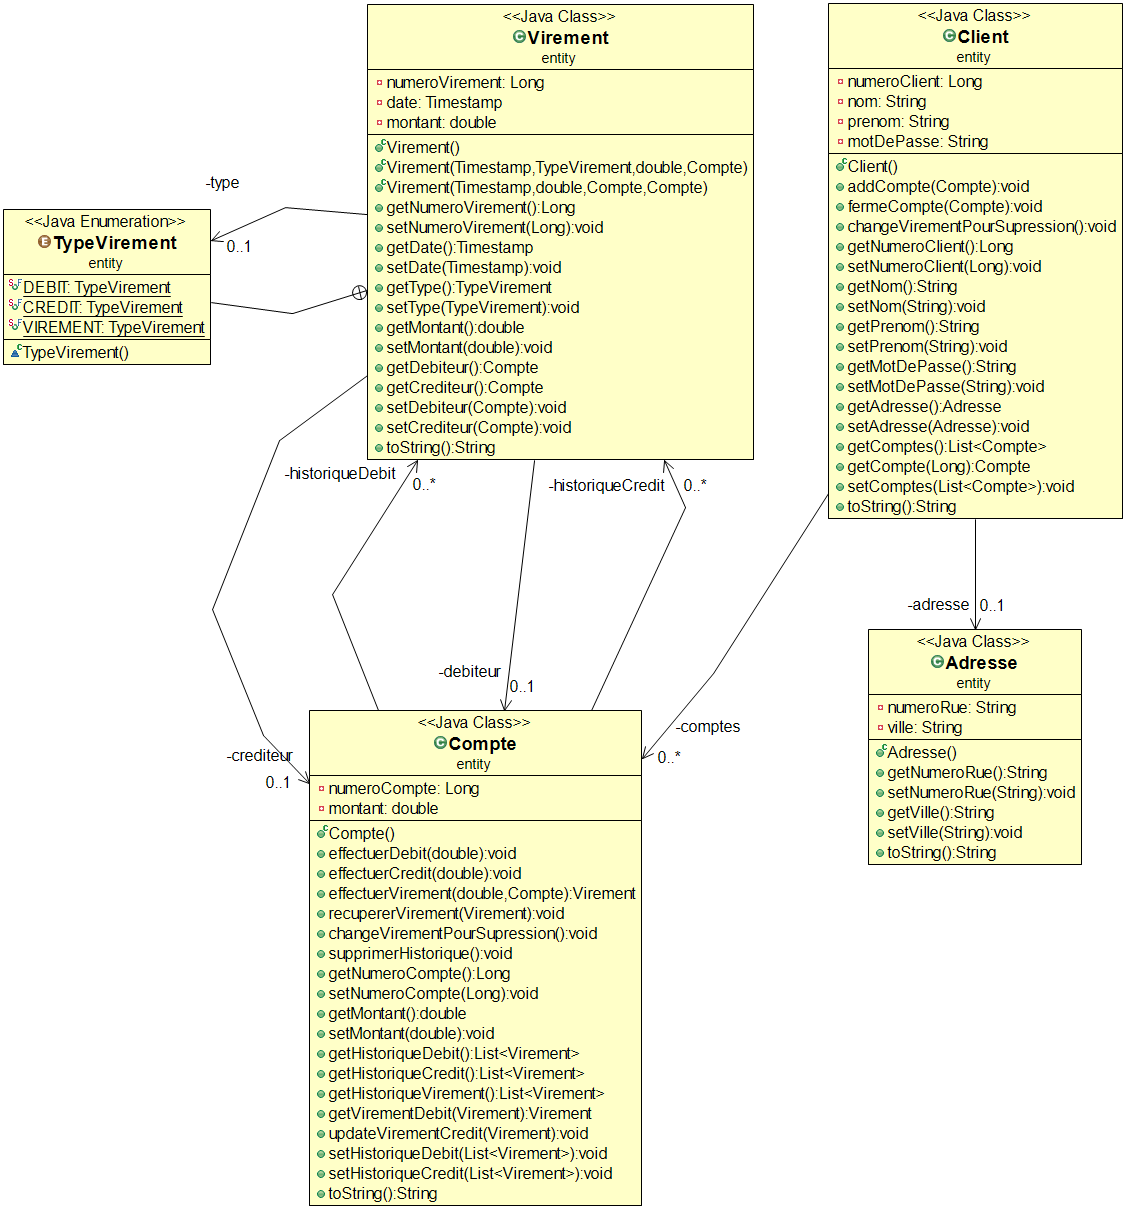 <<Java Class>>
Virement
entity
numeroVirement: Long
date: Timestamp
montant: double
Virement()
Virement(Timestamp,TypeVirement,double,Compte)
Virement(Timestamp,double,Compte,Compte)
getNumeroVirement():Long
setNumeroVirement(Long):void
getDate():Timestamp
setDate(Timestamp):void
getType():TypeVirement
setType(TypeVirement):void
getMontant():double
setMontant(double):void
getDebiteur():Compte
getCrediteur():Compte
setDebiteur(Compte):void
setCrediteur(Compte):void
toString():String
<<Java Class>>
Client
entity
numeroClient: Long
nom: String
prenom: String
motDePasse: String
Client()
addCompte(Compte):void
fermeCompte(Compte):void
changeVirementPourSupression():void
getNumeroClient():Long
setNumeroClient(Long):void
getNom():String
setNom(String):void
getPrenom():String
setPrenom(String):void
getMotDePasse():String
setMotDePasse(String):void
getAdresse():Adresse
setAdresse(Adresse):void
getComptes():List<Compte>
getCompte(Long):Compte
setComptes(List<Compte>):void
toString():String
-type
0..1
<<Java Enumeration>>
TypeVirement
entity
DEBIT: TypeVirement
CREDIT: TypeVirement
VIREMENT: TypeVirement
TypeVirement()
-historiqueDebit
0..*
-historiqueCredit
0..*
-adresse
0..1
-debiteur
0..1
-crediteur
0..1
-comptes
0..*
<<Java Class>>
Adresse
entity
numeroRue: String
ville: String
Adresse()
getNumeroRue():String
setNumeroRue(String):void
getVille():String
setVille(String):void
toString():String
<<Java Class>>
Compte
entity
numeroCompte: Long
montant: double
Compte()
effectuerDebit(double):void
effectuerCredit(double):void
effectuerVirement(double,Compte):Virement
recupererVirement(Virement):void
changeVirementPourSupression():void
supprimerHistorique():void
getNumeroCompte():Long
setNumeroCompte(Long):void
getMontant():double
setMontant(double):void
getHistoriqueDebit():List<Virement>
getHistoriqueCredit():List<Virement>
getHistoriqueVirement():List<Virement>
getVirementDebit(Virement):Virement
updateVirementCredit(Virement):void
setHistoriqueDebit(List<Virement>):void
setHistoriqueCredit(List<Virement>):void
toString():String